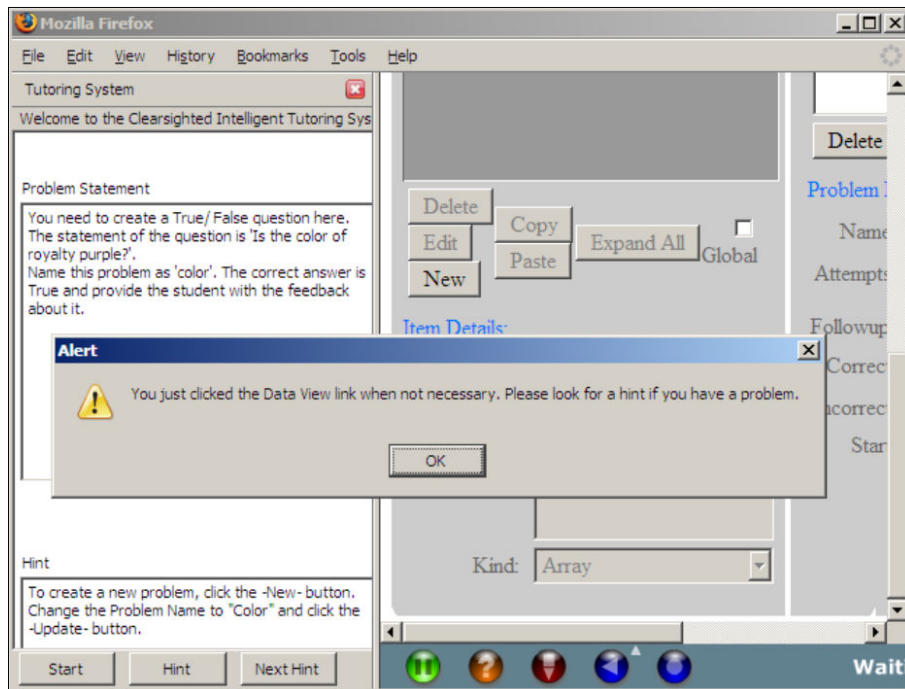 Mozilla Firefox
File Edit View History Bookmarks Tools Help
Tutoring System
Welcome to the Clearsighted Intelligent Tutoring Sys
Problem Statement
You need to create a True/False question here.
The statement of the question is 'Is the color of
royalty purple?'.
Name this problem as 'color'. The correct answer is
True and provide the student with the feedback
about it.
Hint
To create a new problem, click the -New- button.
Change the Problem Name to "Color" and click the
-Update- button.
Start Hint Next Hint
Delete
Edit
New
Copy
Paste
Expand All
Global
Item Details:
Kind: Array
Delete
Problem
Name
Attempts
Followup
Correc
ncorrec
Star
Alert
You just clicked the Data View link when not necessary. Please look for a hint if you have a problem.
OK
Waiti